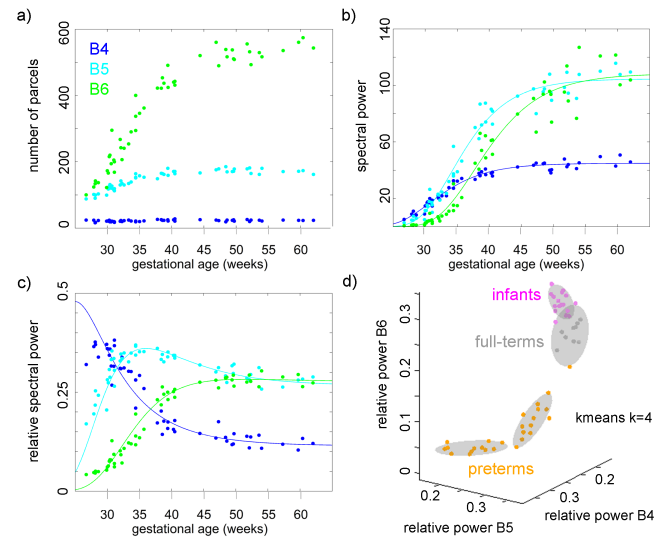 a)
number of parcels
600
400
200
0
B4
B5
B6
30 35 40 45 50 55 60
gestational age (weeks)
b)
spectral power
140
100
60
20
30 35 40 45 50 55 60
gestational age (weeks)
c)
relative spectral power
0.5
0.25
0
30 35 40 45 50 55 60
gestational age (weeks)
d)
relative power B6
0.3
0.2
0.1
0
infants
full-terms
kmeans k=4
preterms
0.2
0.3
relative power B5
0.2
0.3
relative power B4